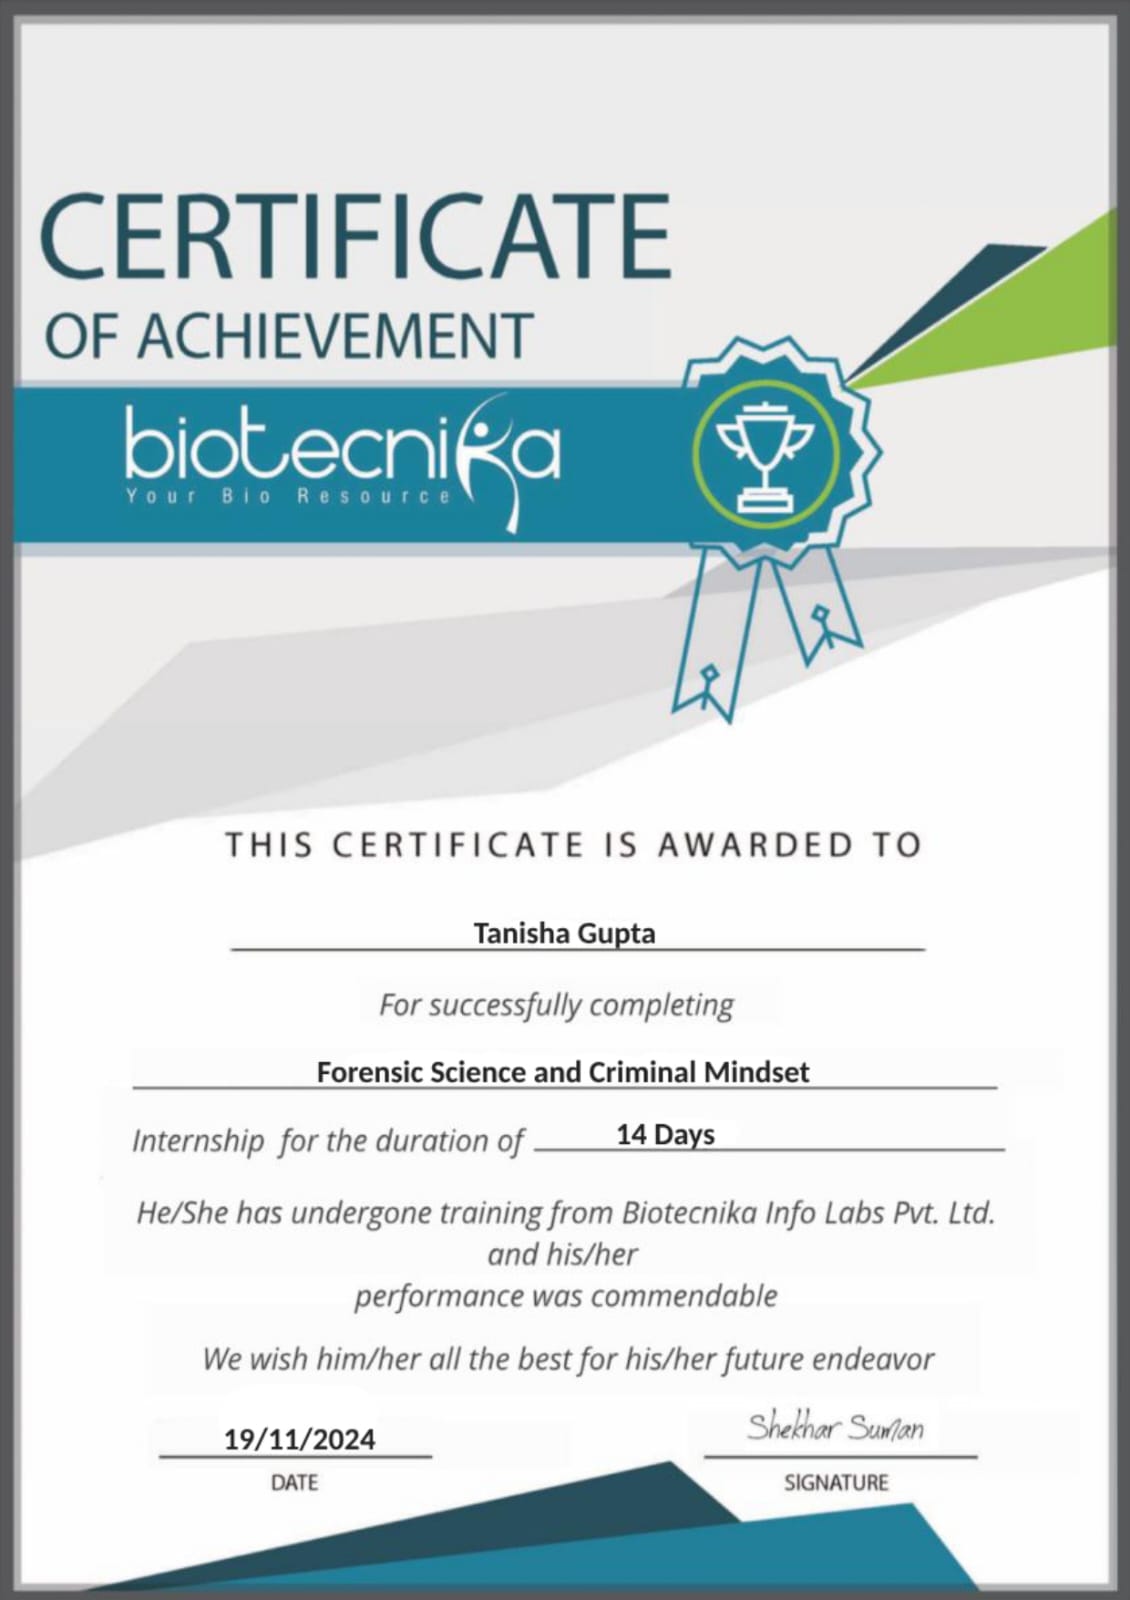 CERTIFICATE
OF ACHIEVEMENT
biotecnika
Your Bio Resource
THIS CERTIFICATE IS AWARDED TO
Tanisha Gupta
For successfully completing
Forensic Science and Criminal Mindset
Internship for the duration of 14 Days
He/She has undergone training from Biotecnika Info Labs Pvt. Ltd.
and his/her
performance was commendable
We wish him/her all the best for his/her future endeavor
19/11/2024 Shekhar Suman
DATE SIGNATURE